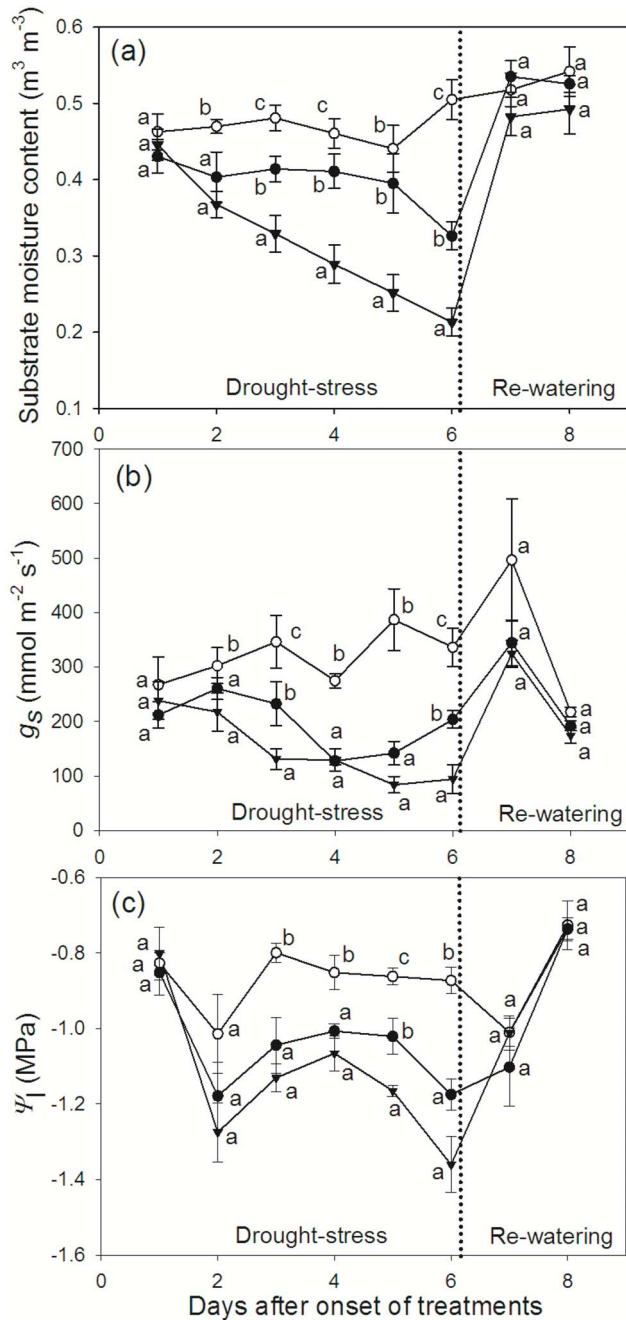 (a)
Substrate moisture content (m³ m⁻³)
0.6
0.5
0.4
0.3
0.2
0.1
a b c c b c a a
a a b b b b a a
a a a a a a a a
Drought-stress
Re-watering
0 2 4 6 8
(b)
gs (mmol m⁻² s⁻¹)
700
600
500
400
300
200
100
0
a b c b b c a a
a a b a a b a a
a a a a a a a a
Drought-stress
Re-watering
0 2 4 6 8
(c)
Ψl (MPa)
-0.6
-0.8
-1.0
-1.2
-1.4
-1.6
a a b b c b a a
a a a a b a a a
a a a a a a a
Drought-stress
Re-watering
0 2 4 6 8
Days after onset of treatments